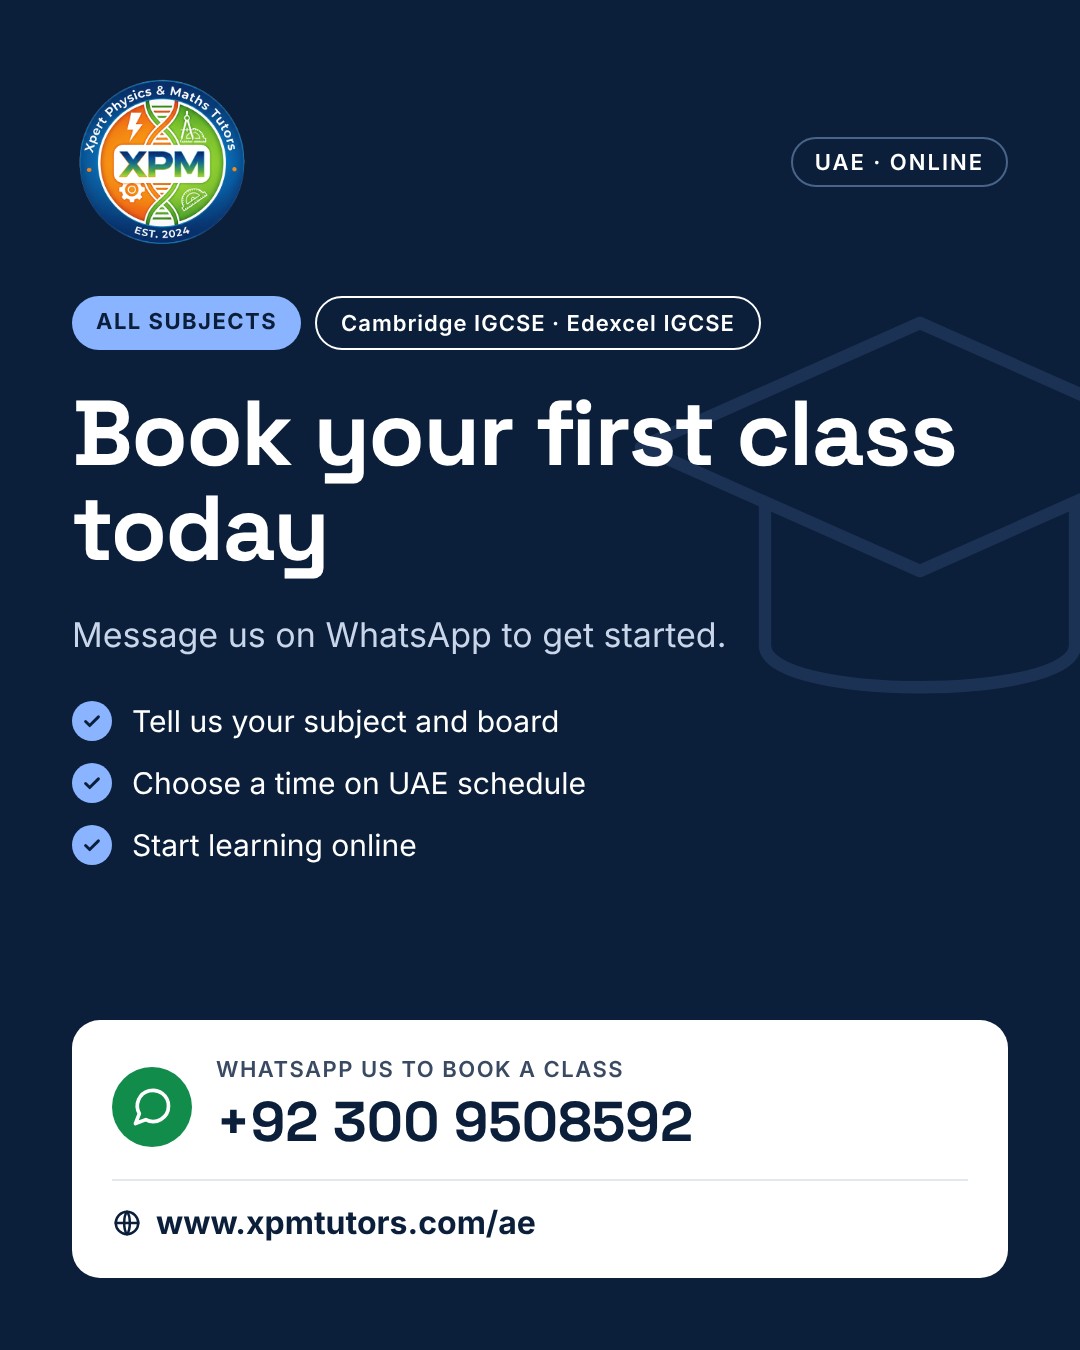 Xpert Physics & Maths Tutors
XPM
EST. 2024
UAE · ONLINE
ALL SUBJECTS
Cambridge IGCSE · Edexcel IGCSE
Book your first class
today
Message us on WhatsApp to get started.
Tell us your subject and board
Choose a time on UAE schedule
Start learning online
WHATSAPP US TO BOOK A CLASS
+92 300 9508592
www.xpmtutors.com/ae